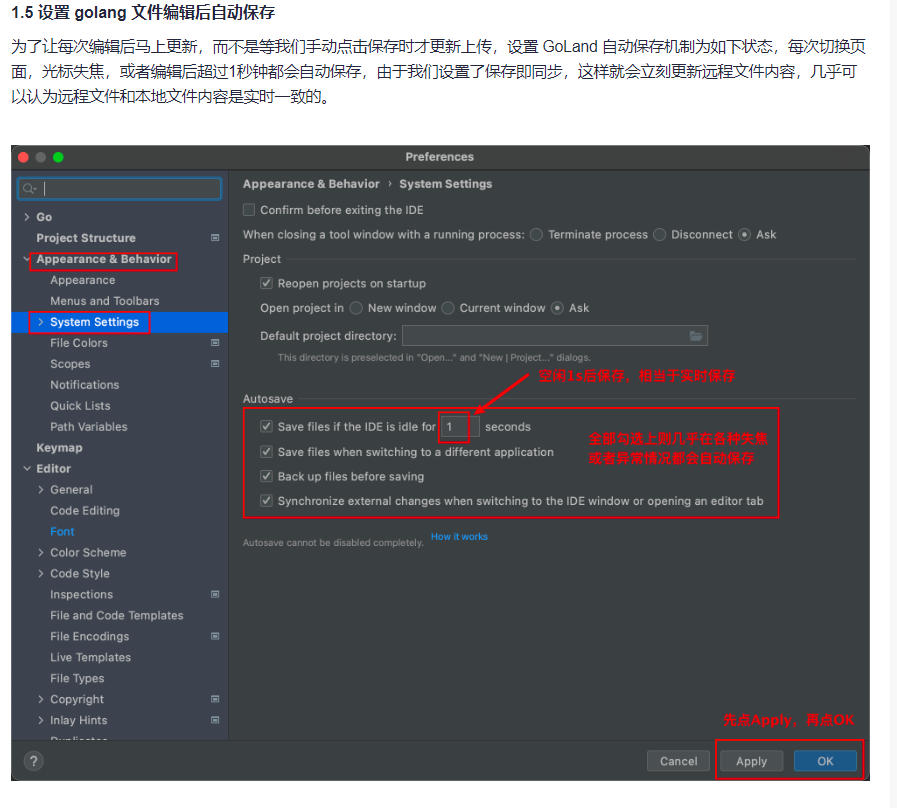 1.5 设置 golang 文件编辑后自动保存
为了让每次编辑后马上更新，而不是等我们手动点击保存时才更新上传，设置 GoLand 自动保存机制为如下状态，每次切换页
面，光标失焦，或者编辑后超过1秒钟都会自动保存，由于我们设置了保存即同步，这样就会立刻更新远程文件内容，几乎可
以认为远程文件和本地文件内容是实时一致的。
Preferences
Go
Project Structure
Appearance & Behavior
Appearance
Menus and Toolbars
System Settings
File Colors
Scopes
Notifications
Quick Lists
Path Variables
Keymap
Editor
General
Code Editing
Font
Color Scheme
Code Style
Inspections
File and Code Templates
File Encodings
Live Templates
File Types
Copyright
Inlay Hints
Duplicates
Appearance & Behavior › System Settings
Confirm before exiting the IDE
When closing a tool window with a running process: Terminate process Disconnect Ask
Project
Reopen projects on startup
Open project in New window Current window Ask
Default project directory:
This directory is preselected in "Open..." and "New | Project..." dialogs.
空闲1s后保存，相当于实时保存
Autosave
Save files if the IDE is idle for 1 seconds
Save files when switching to a different application
Back up files before saving
Synchronize external changes when switching to the IDE window or opening an editor tab
全部勾选上则几乎在各种失焦
或者异常情况都会自动保存
Autosave cannot be disabled completely. How it works
先点Apply，再点OK
?
Cancel
Apply
OK